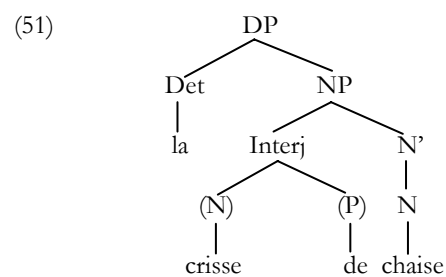 (51) DP
Det NP
la Interj N'
(N) (P) N
crisse de chaise